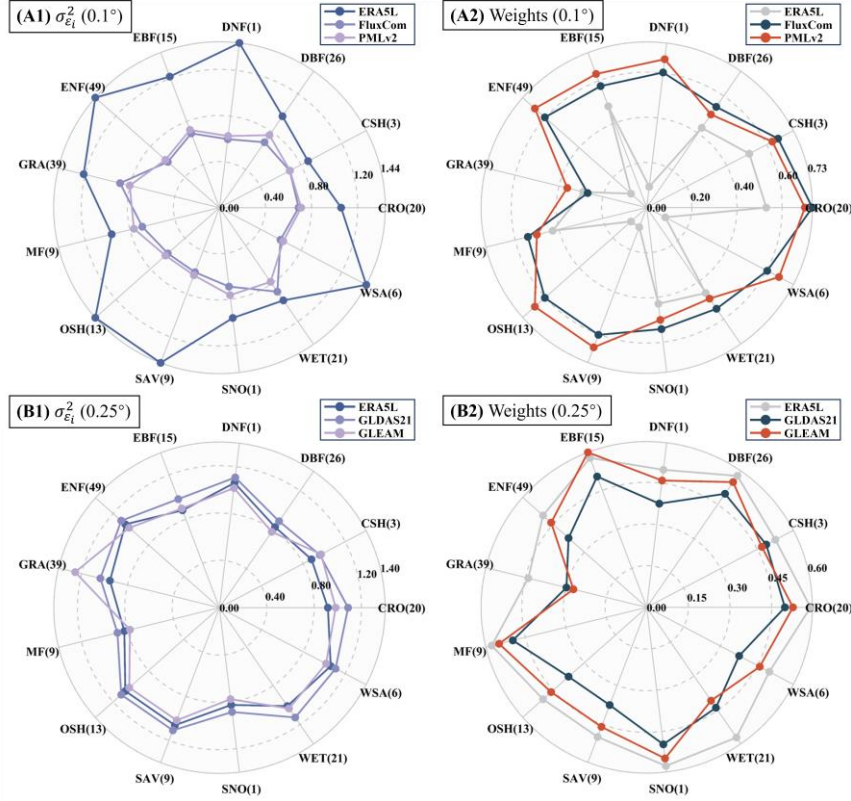 (A1) σ²εi (0.1°)
ERA5L
FluxCom
PMLv2
DNF(1)
EBF(15)
DBF(26)
ENF(49)
CSH(3)
GRA(39)
1.44
1.20
0.80
0.40
0.00
CRO(20)
MF(9)
WSA(6)
OSH(13)
WET(21)
SAV(9)
SNO(1)
(A2) Weights (0.1°)
ERA5L
FluxCom
PMLv2
DNF(1)
EBF(15)
DBF(26)
ENF(49)
CSH(3)
GRA(39)
0.73
0.60
0.40
0.20
0.00
CRO(20)
MF(9)
WSA(6)
OSH(13)
WET(21)
SAV(9)
SNO(1)
(B1) σ²εi (0.25°)
ERA5L
GLDAS21
GLEAM
DNF(1)
EBF(15)
DBF(26)
ENF(49)
CSH(3)
GRA(39)
1.40
1.20
0.80
0.40
0.00
CRO(20)
MF(9)
WSA(6)
OSH(13)
WET(21)
SAV(9)
SNO(1)
(B2) Weights (0.25°)
ERA5L
GLDAS21
GLEAM
DNF(1)
EBF(15)
DBF(26)
ENF(49)
CSH(3)
GRA(39)
0.60
0.45
0.30
0.15
0.00
CRO(20)
MF(9)
WSA(6)
OSH(13)
WET(21)
SAV(9)
SNO(1)